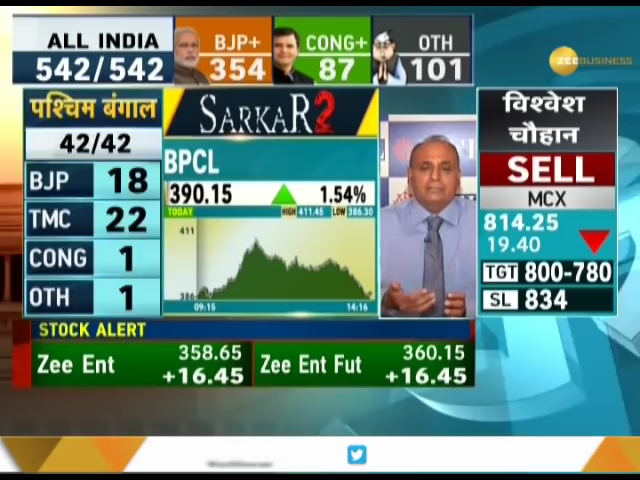 ALL INDIA
542/542
BJP+
354
CONG+
87
OTH
101
ZEEBUSINESS
पश्चिम बंगाल
42/42
BJP 18
TMC 22
CONG 1
OTH 1
SARKAR 2
BPCL
390.15 1.54%
TODAY HIGH 411.45 LOW 386.30
411
386
09:15 14:16
विश्वेश
चौहान
SELL
MCX
814.25
19.40
TGT 800-780
SL 834
STOCK ALERT
Zee Ent 358.65 +16.45
Zee Ent Fut 360.15 +16.45